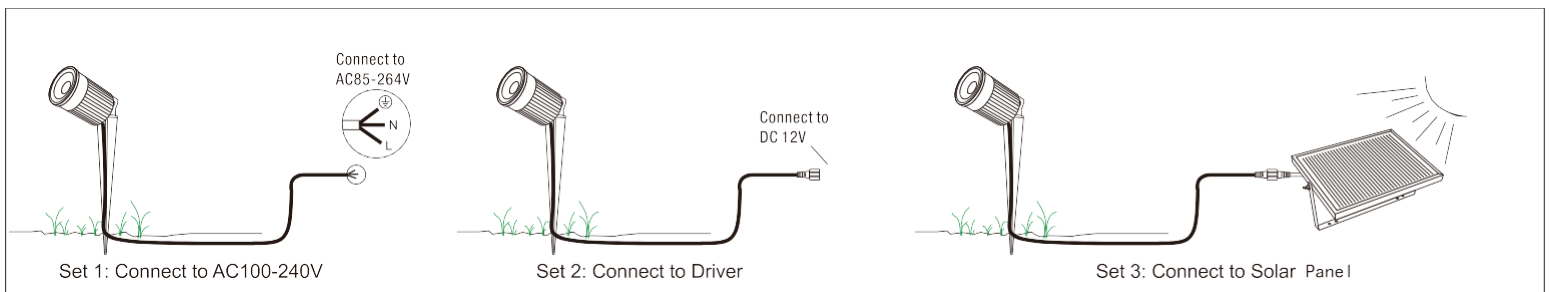 Connect to
AC85-264V
N
L
Set 1: Connect to AC100-240V
Connect to
DC 12V
Set 2: Connect to Driver
Set 3: Connect to Solar Panel